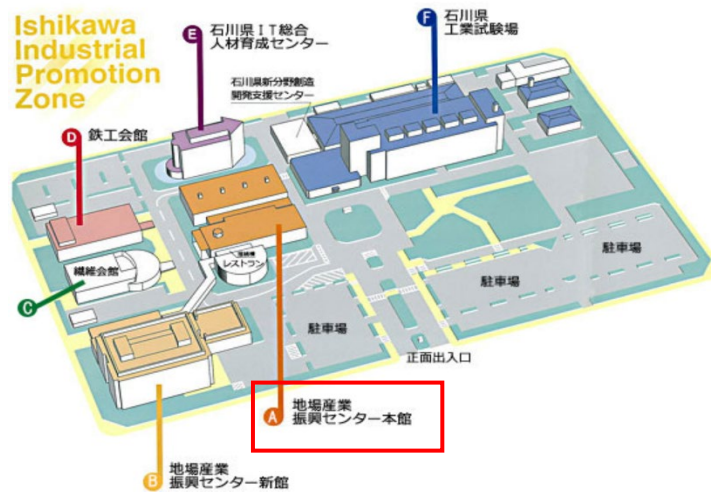 Ishikawa
Industrial
Promotion
Zone
E 石川県IT総合
人材育成センター
F 石川県
工業試験場
石川県新分野創造
開発支援センター
D 鉄工会館
繊維会館
C
レストラン
駐車場
駐車場
駐車場
正面出入口
A 地場産業
振興センター本館
B 地場産業
振興センター新館